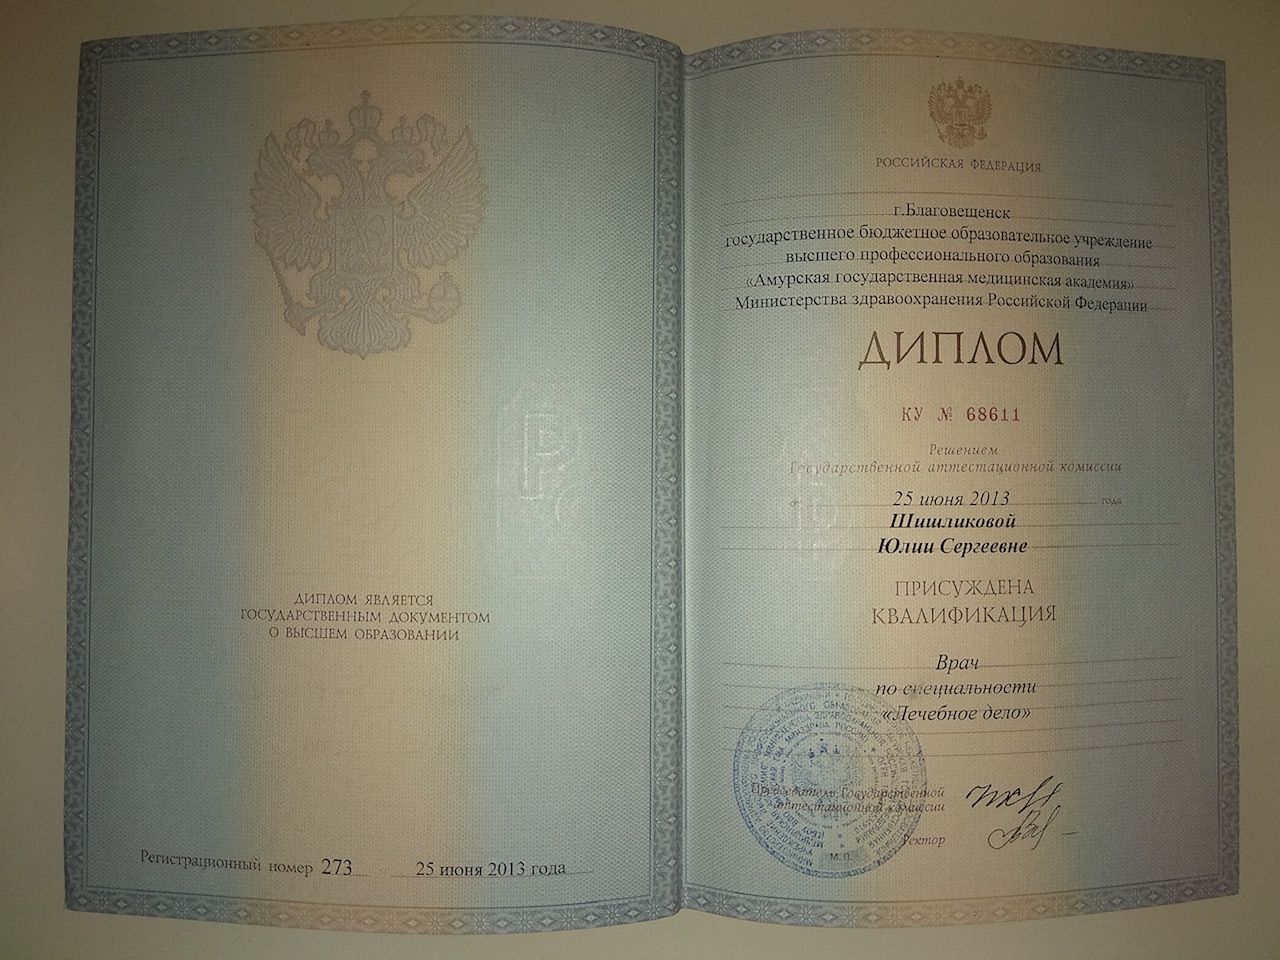 ДИПЛОМ ЯВЛЯЕТСЯ
ГОСУДАРСТВЕННЫМ ДОКУМЕНТОМ
О ВЫСШЕМ ОБРАЗОВАНИИ
Регистрационный номер 273 25 июня 2013 года
РОССИЙСКАЯ ФЕДЕРАЦИЯ
г.Благовещенск
государственное бюджетное образовательное учреждение
высшего профессионального образования
«Амурская государственная медицинская академия»
Министерства здравоохранения Российской Федерации
ДИПЛОМ
КУ № 68611
Решением
Государственной аттестационной комиссии
от 25 июня 2013 года
Шишликовой
Юлии Сергеевне
ПРИСУЖДЕНА
КВАЛИФИКАЦИЯ
Врач
по специальности
«Лечебное дело»
Председатель Государственной
аттестационной комиссии
Ректор
М.П.